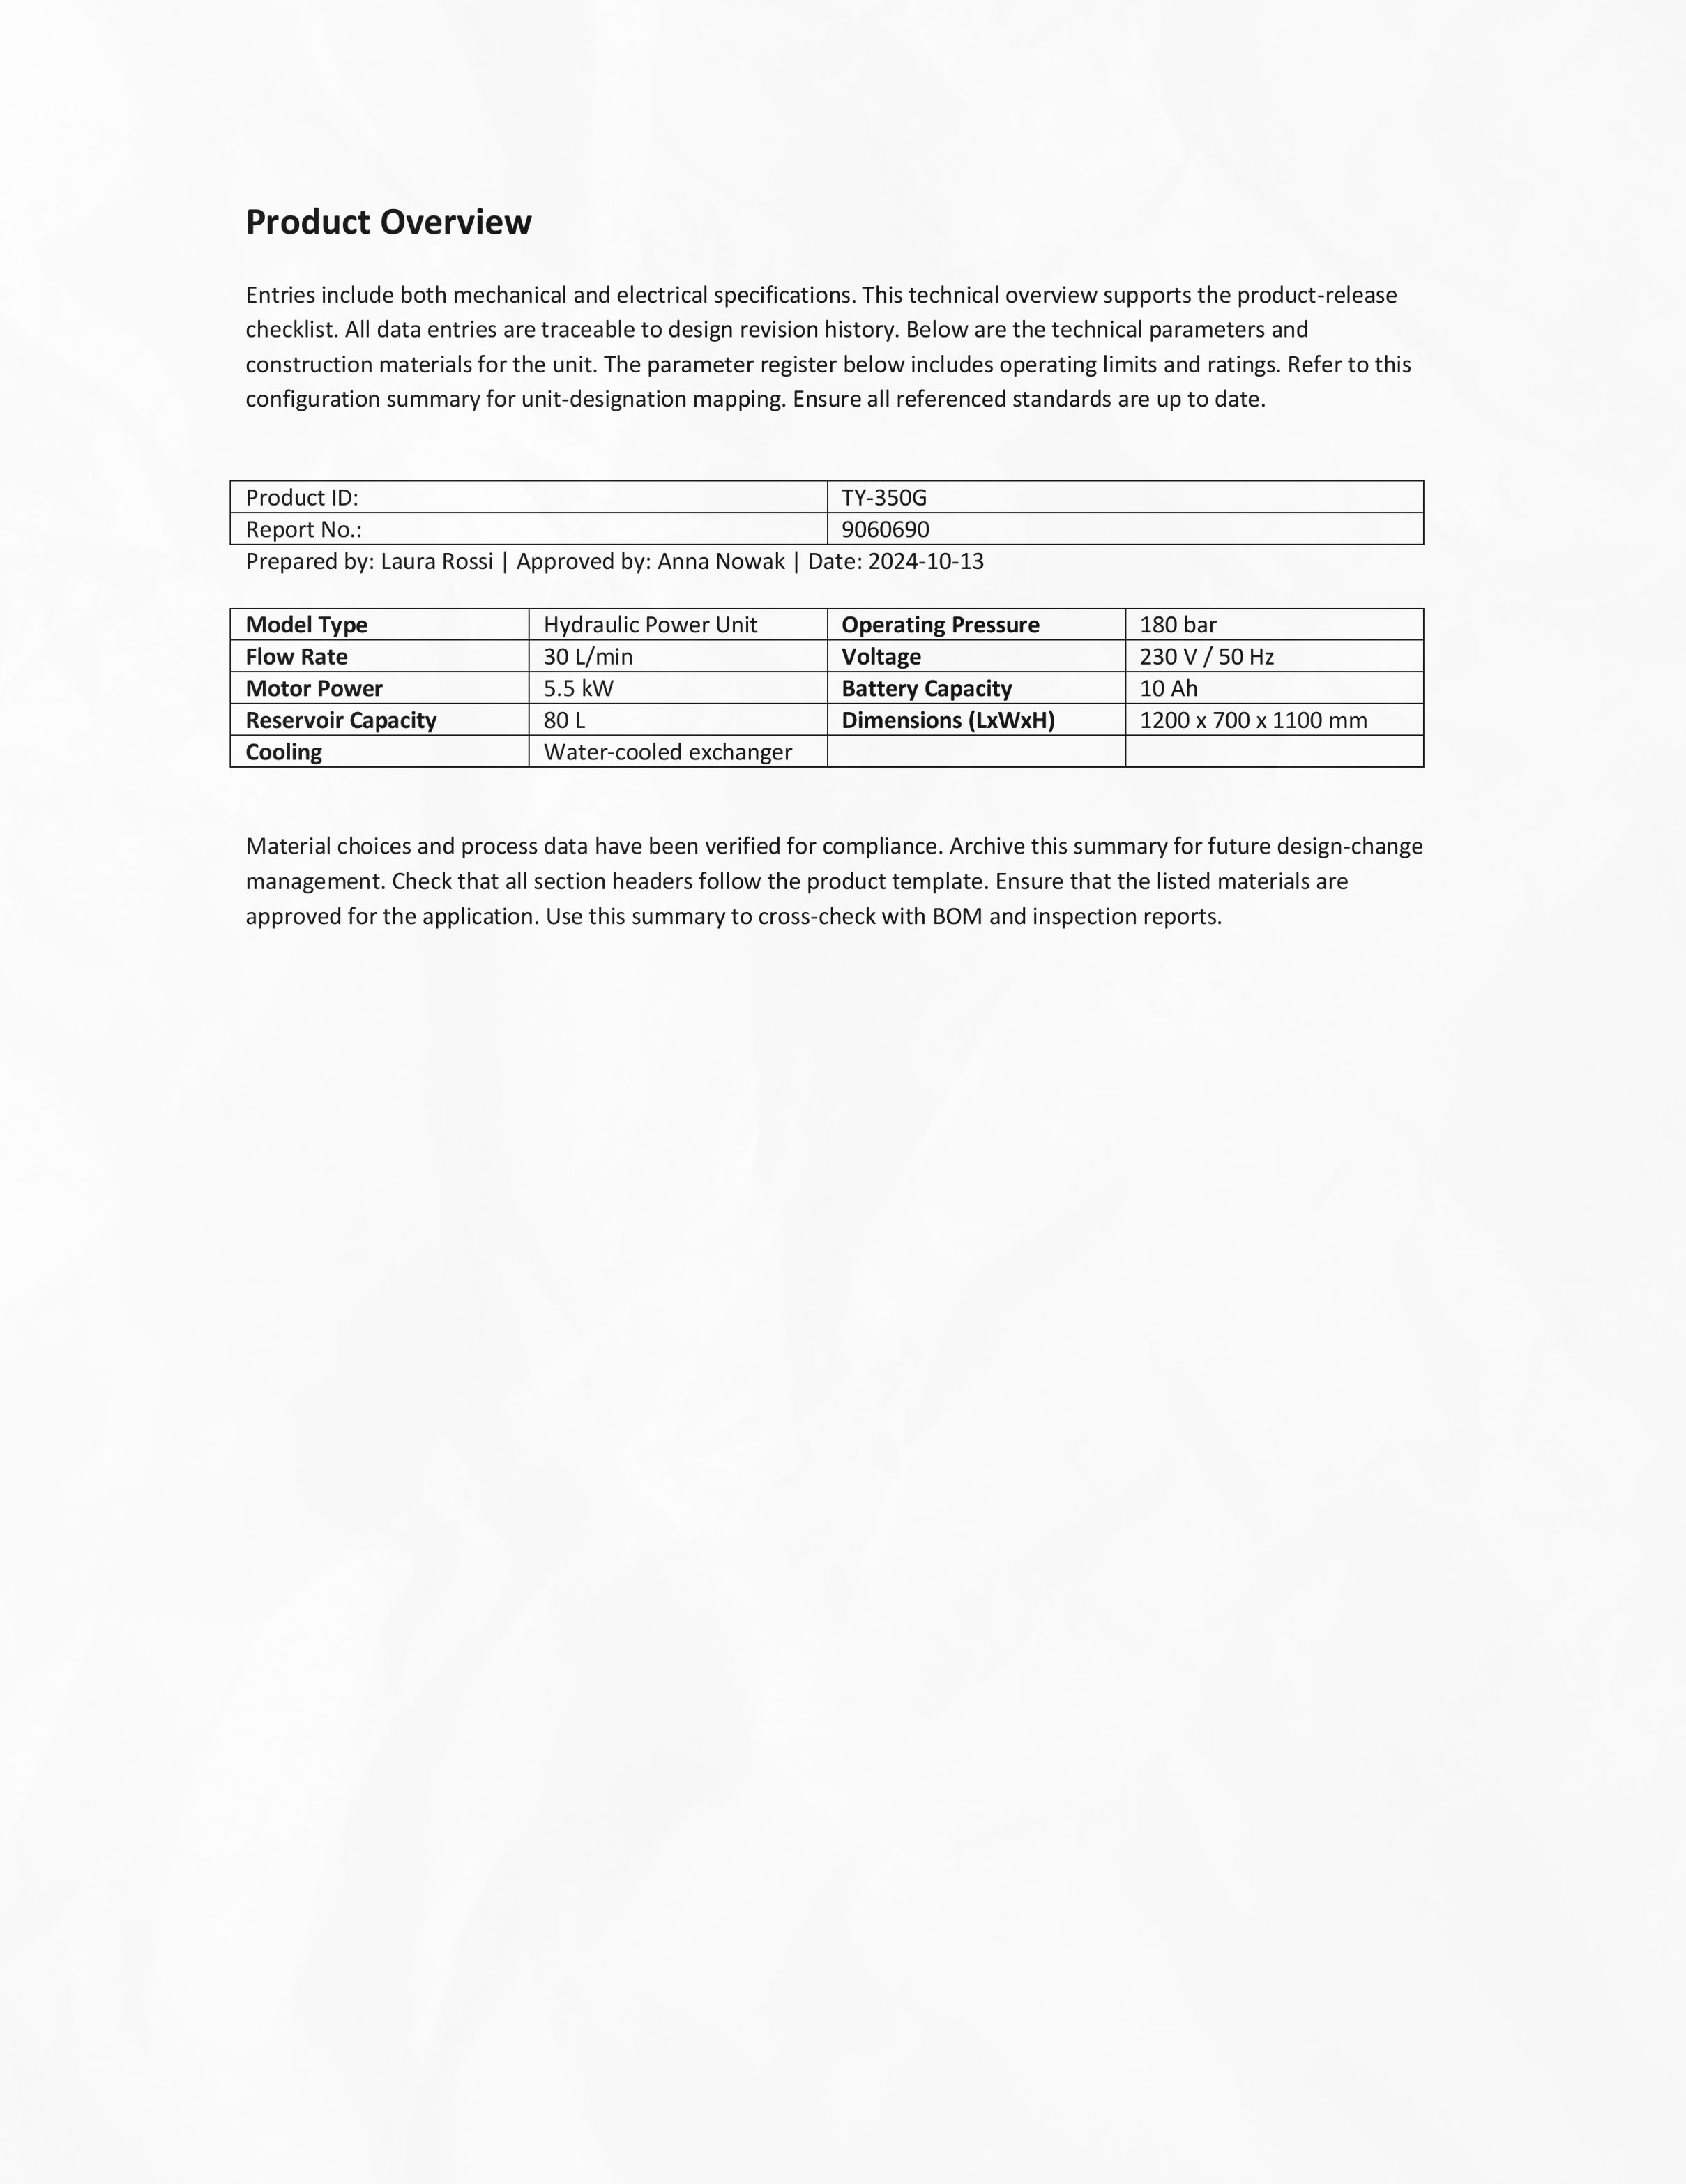 Product Overview
Entries include both mechanical and electrical specifications. This technical overview supports the product-release
checklist. All data entries are traceable to design revision history. Below are the technical parameters and
construction materials for the unit. The parameter register below includes operating limits and ratings. Refer to this
configuration summary for unit-designation mapping. Ensure all referenced standards are up to date.
Product ID: TY-350G
Report No.: 9060690
Prepared by: Laura Rossi | Approved by: Anna Nowak | Date: 2024-10-13
Model Type Hydraulic Power Unit Operating Pressure 180 bar
Flow Rate 30 L/min Voltage 230 V / 50 Hz
Motor Power 5.5 kW Battery Capacity 10 Ah
Reservoir Capacity 80 L Dimensions (LxWxH) 1200 x 700 x 1100 mm
Cooling Water-cooled exchanger
Material choices and process data have been verified for compliance. Archive this summary for future design-change
management. Check that all section headers follow the product template. Ensure that the listed materials are
approved for the application. Use this summary to cross-check with BOM and inspection reports.